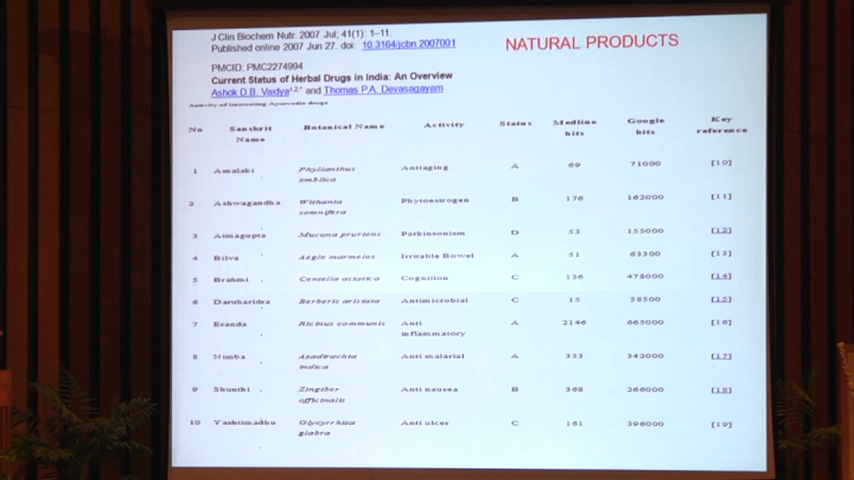 J Clin Biochem Nutr. 2007 Jul; 41(1): 1–11.
Published online 2007 Jun 27. doi: 10.3164/jcbn.2007001
NATURAL PRODUCTS
PMCID: PMC2274994
Current Status of Herbal Drugs in India: An Overview
Ashok D.B. Vaidya1,2,* and Thomas P.A. Devasagayam
Activity of interesting Ayurvedic drugs
No Sanskrit Name Botanical Name Activity Status Medline hits Google hits Key reference
1 Amalaki Phyllanthus emblica Antiaging A 69 71000 [10]
2 Ashwagandha Withania somnifera Phytoestrogen B 176 162000 [11]
3 Atmagupta Mucuna pruriens Parkinsonism D 53 155000 [12]
4 Bilva Aegle marmelos Irritable Bowel A 51 63300 [13]
5 Brahmi Centella asiatica Cognition C 136 478000 [14]
6 Daruharidra Berberis aristata Antimicrobial C 15 58500 [15]
7 Eranda Ricinus communis Anti inflammatory A 2146 665000 [16]
8 Nimba Azadirachta indica Anti malarial A 333 342000 [17]
9 Shunthi Zingiber officinalis Anti nausea B 368 266000 [18]
10 Yashtimadhu Glycyrrhiza glabra Anti ulcer C 161 396000 [19]